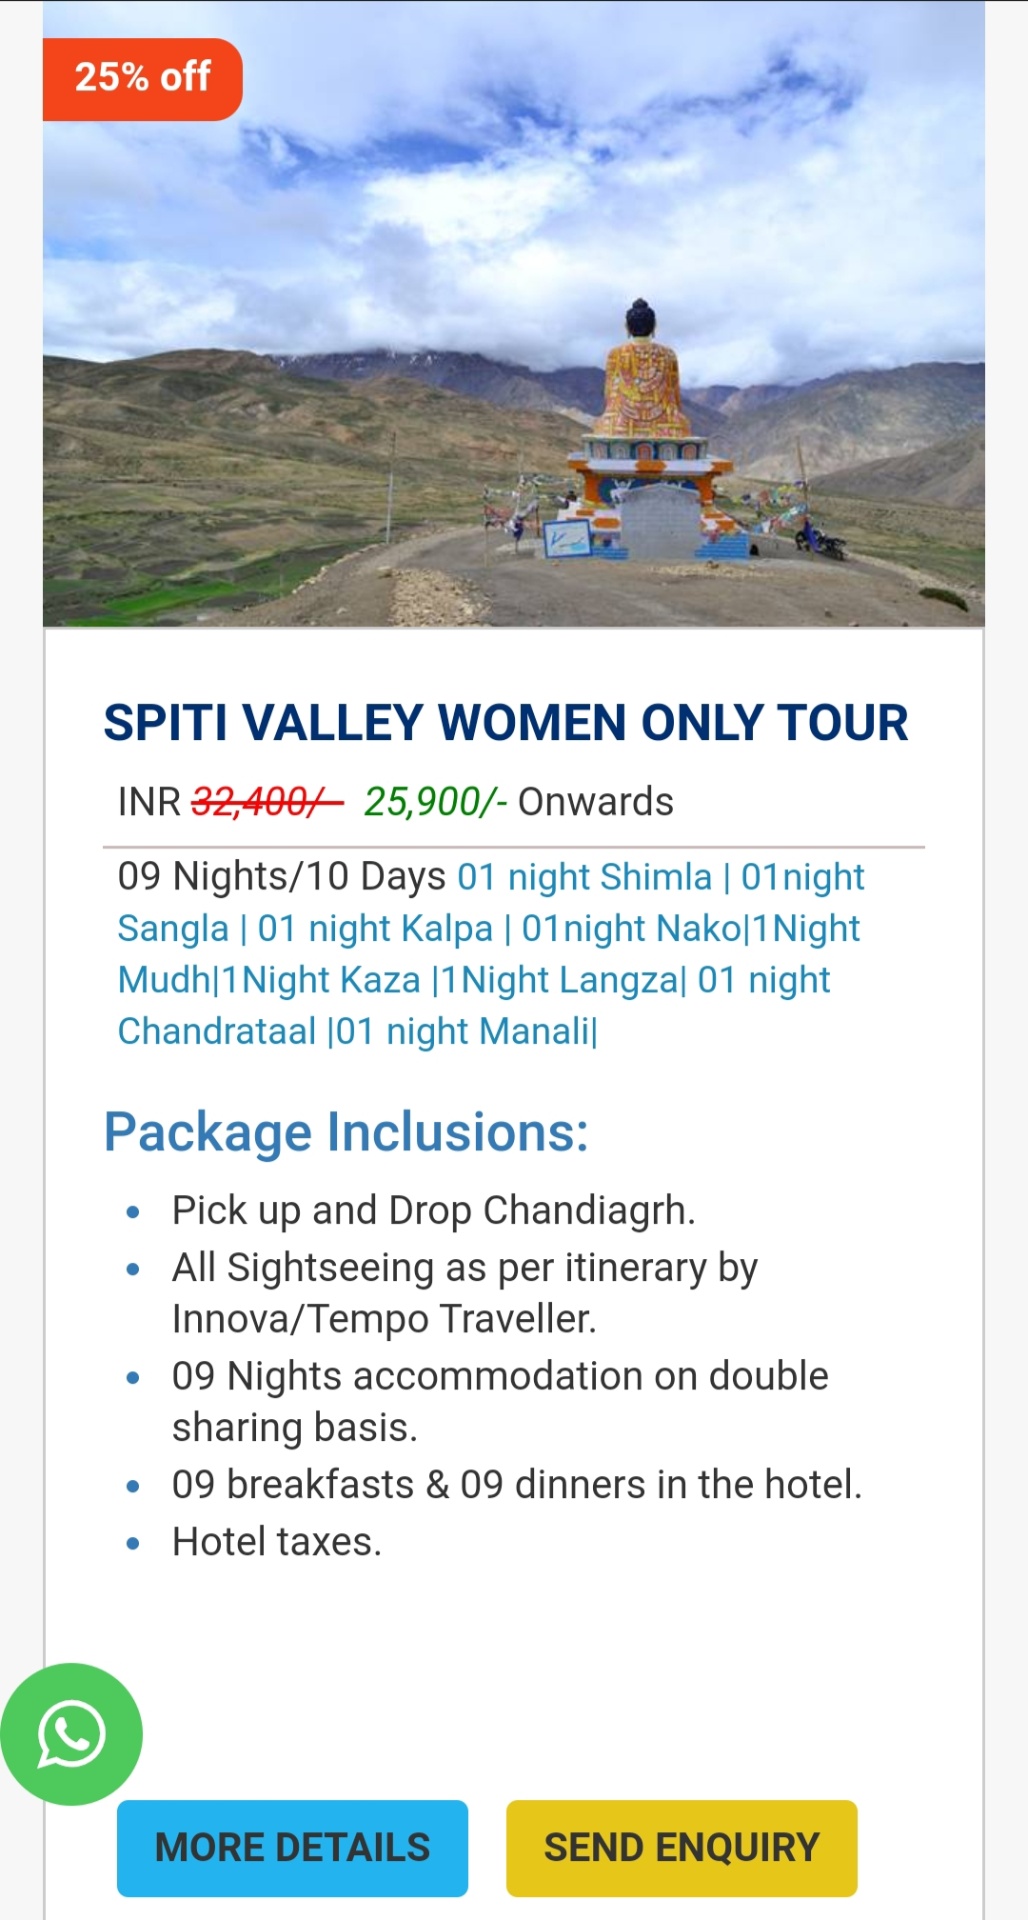 25% off
SPITI VALLEY WOMEN ONLY TOUR
INR 32,400/- 25,900/- Onwards
09 Nights/10 Days 01 night Shimla | 01night
Sangla | 01 night Kalpa | 01night Nako|1Night
Mudh|1Night Kaza |1Night Langza| 01 night
Chandrataal |01 night Manali|
Package Inclusions:
• Pick up and Drop Chandiagrh.
• All Sightseeing as per itinerary by
Innova/Tempo Traveller.
• 09 Nights accommodation on double
sharing basis.
• 09 breakfasts & 09 dinners in the hotel.
• Hotel taxes.
MORE DETAILS
SEND ENQUIRY